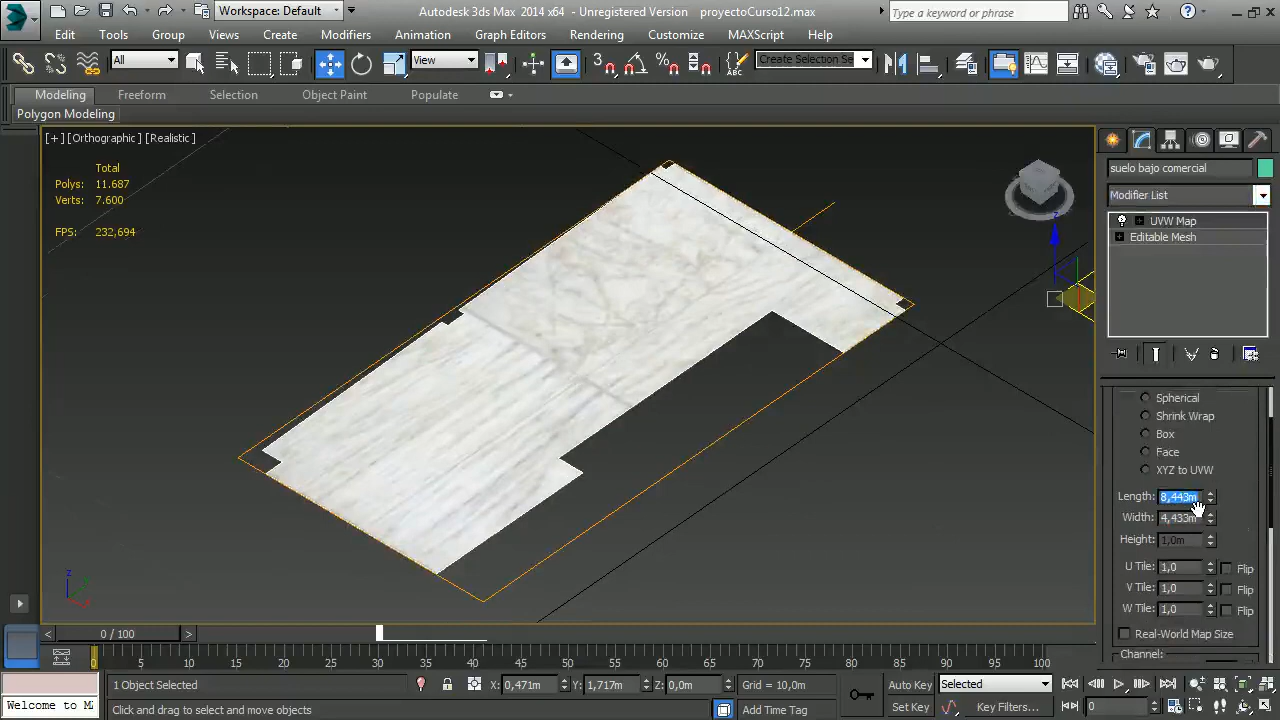 Workspace: Default
Autodesk 3ds Max 2014 x64 - Unregistered Version proyectoCurso12.max
Type a keyword or phrase
Edit Tools Group Views Create Modifiers Animation Graph Editors Rendering Customize MAXScript Help
All View Create Selection Se
Modeling Freeform Selection Object Paint Populate
Polygon Modeling
[+] [Orthographic] [Realistic]
Total
Polys: 11.687
Verts: 7.600
FPS: 232,694
suelo bajo comercial
Modifier List
UVW Map
Editable Mesh
Spherical
Shrink Wrap
Box
Face
XYZ to UVW
Length: 8,443m
Width: 4,433m
Height: 1,0m
U Tile: 1,0 Flip
V Tile: 1,0 Flip
W Tile: 1,0 Flip
Real-World Map Size
Channel:
z
x
z
< 0 / 100 >
0 5 10 15 20 25 30 35 40 45 50 55 60 65 70 75 80 85 90 95 100
1 Object Selected X: 0,471m Y: 1,717m Z: 0,0m Grid = 10,0m Auto Key Selected
Welcome to M Click and drag to select and move objects Add Time Tag Set Key Key Filters... 0